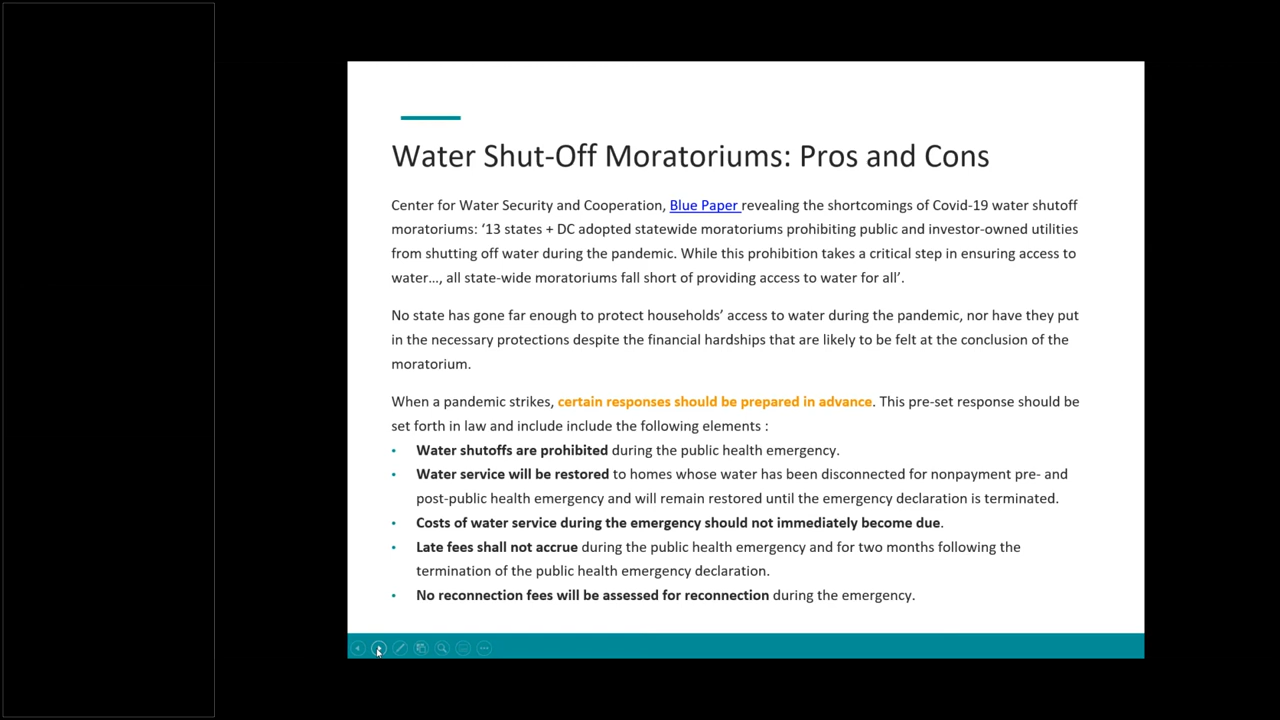 Water Shut-Off Moratoriums: Pros and Cons
Center for Water Security and Cooperation, Blue Paper revealing the shortcomings of Covid-19 water shutoff
moratoriums: ‘13 states + DC adopted statewide moratoriums prohibiting public and investor-owned utilities
from shutting off water during the pandemic. While this prohibition takes a critical step in ensuring access to
water…, all state-wide moratoriums fall short of providing access to water for all’.
No state has gone far enough to protect households’ access to water during the pandemic, nor have they put
in the necessary protections despite the financial hardships that are likely to be felt at the conclusion of the
moratorium.
When a pandemic strikes, certain responses should be prepared in advance. This pre-set response should be
set forth in law and include include the following elements :
• Water shutoffs are prohibited during the public health emergency.
• Water service will be restored to homes whose water has been disconnected for nonpayment pre- and
post-public health emergency and will remain restored until the emergency declaration is terminated.
• Costs of water service during the emergency should not immediately become due.
• Late fees shall not accrue during the public health emergency and for two months following the
termination of the public health emergency declaration.
• No reconnection fees will be assessed for reconnection during the emergency.